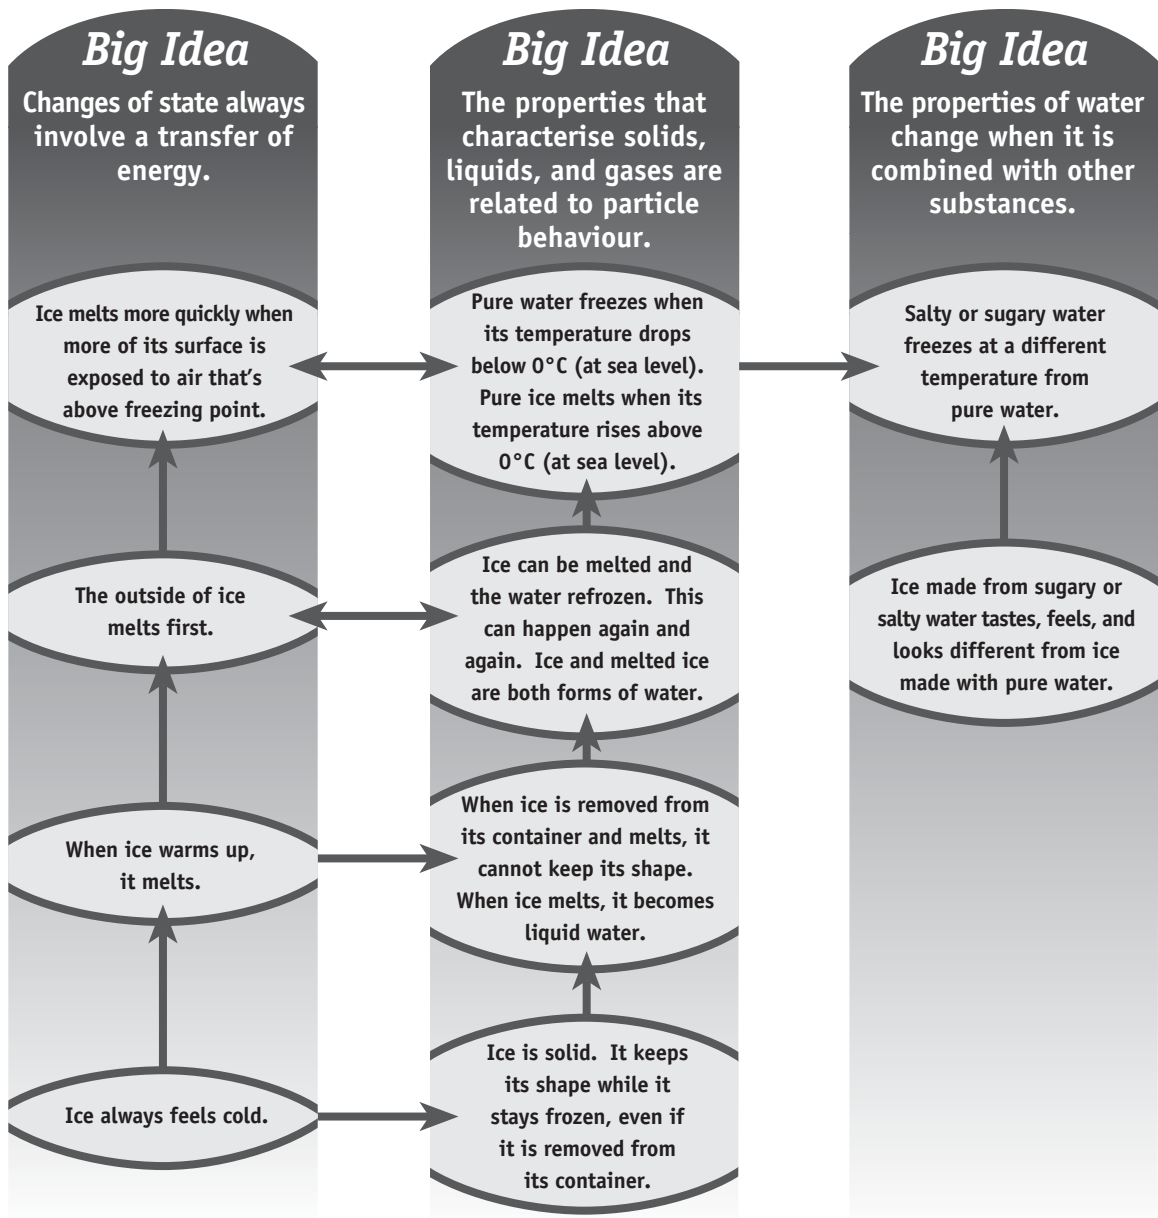 Big Idea
Changes of state always
involve a transfer of
energy.
Ice melts more quickly when
more of its surface is
exposed to air that's
above freezing point.
The outside of ice
melts first.
When ice warms up,
it melts.
Ice always feels cold.
Big Idea
The properties that
characterise solids,
liquids, and gases are
related to particle
behaviour.
Pure water freezes when
its temperature drops
below 0°C (at sea level).
Pure ice melts when its
temperature rises above
0°C (at sea level).
Ice can be melted and
the water refrozen. This
can happen again and
again. Ice and melted ice
are both forms of water.
When ice is removed from
its container and melts, it
cannot keep its shape.
When ice melts, it becomes
liquid water.
Ice is solid. It keeps
its shape while it
stays frozen, even if
it is removed from
its container.
Big Idea
The properties of water
change when it is
combined with other
substances.
Salty or sugary water
freezes at a different
temperature from
pure water.
Ice made from sugary or
salty water tastes, feels, and
looks different from ice
made with pure water.